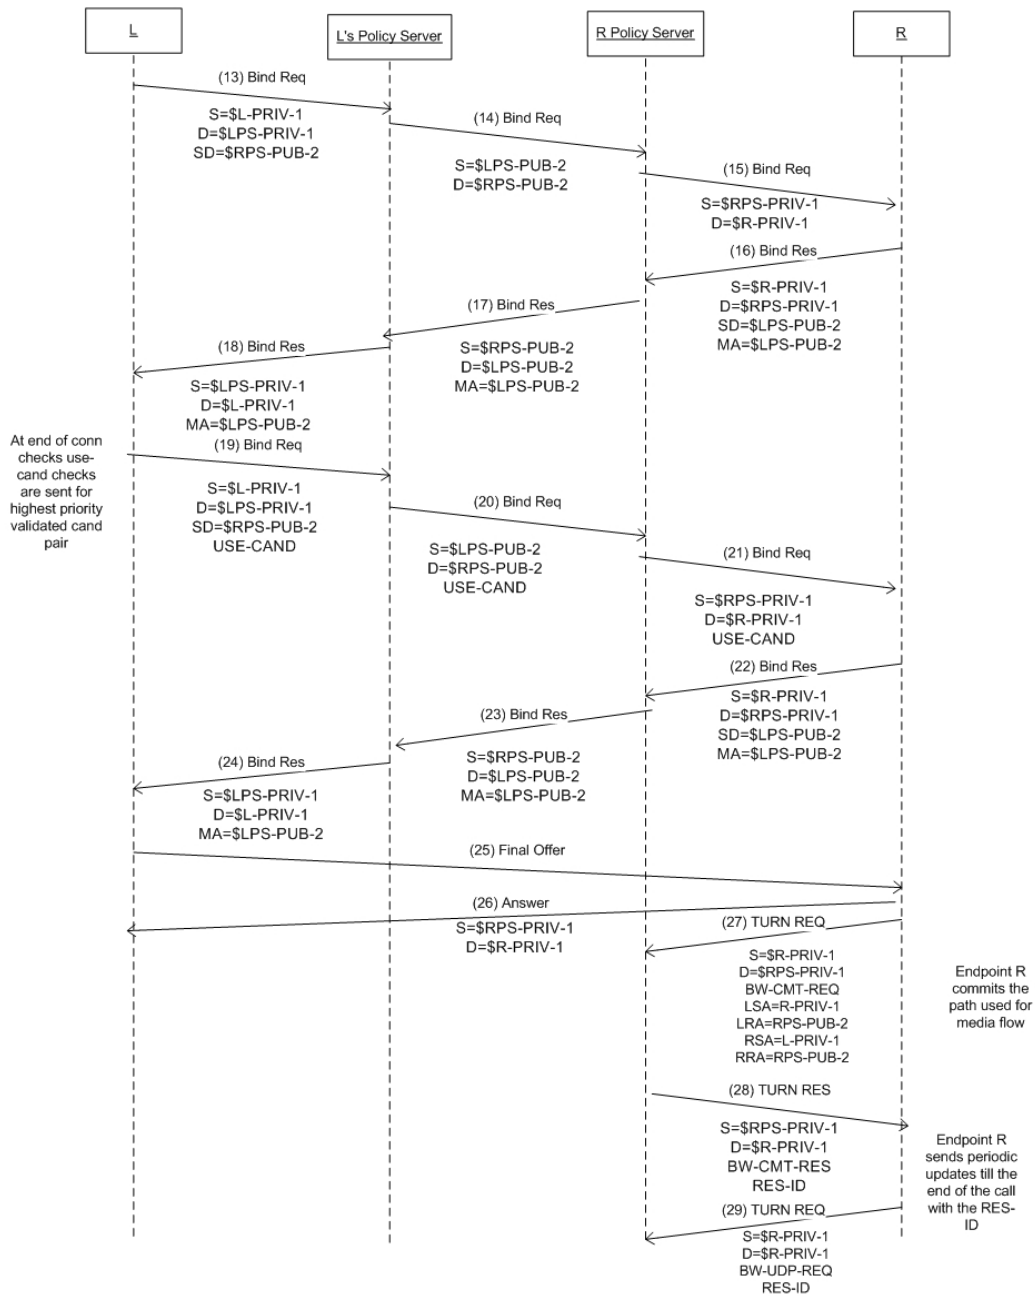 L
L's Policy Server
R Policy Server
R
(13) Bind Req
S=$L-PRIV-1
D=$LPS-PRIV-1
SD=$RPS-PUB-2
(14) Bind Req
S=$LPS-PUB-2
D=$RPS-PUB-2
(15) Bind Req
S=$RPS-PRIV-1
D=$R-PRIV-1
(16) Bind Res
S=$R-PRIV-1
D=$RPS-PRIV-1
SD=$LPS-PUB-2
MA=$LPS-PUB-2
(17) Bind Res
S=$RPS-PUB-2
D=$LPS-PUB-2
MA=$LPS-PUB-2
(18) Bind Res
S=$LPS-PRIV-1
D=$L-PRIV-1
MA=$LPS-PUB-2
At end of conn
checks use-
cand checks
are sent for
highest priority
validated cand
pair
(19) Bind Req
S=$L-PRIV-1
D=$LPS-PRIV-1
SD=$RPS-PUB-2
USE-CAND
(20) Bind Req
S=$LPS-PUB-2
D=$RPS-PUB-2
USE-CAND
(21) Bind Req
S=$RPS-PRIV-1
D=$R-PRIV-1
USE-CAND
(22) Bind Res
S=$R-PRIV-1
D=$RPS-PRIV-1
SD=$LPS-PUB-2
MA=$LPS-PUB-2
(23) Bind Res
S=$RPS-PUB-2
D=$LPS-PUB-2
MA=$LPS-PUB-2
(24) Bind Res
S=$LPS-PRIV-1
D=$L-PRIV-1
MA=$LPS-PUB-2
(25) Final Offer
(26) Answer
S=$RPS-PRIV-1
D=$R-PRIV-1
(27) TURN REQ
S=$R-PRIV-1
D=$RPS-PRIV-1
BW-CMT-REQ
LSA=R-PRIV-1
LRA=RPS-PUB-2
RSA=L-PRIV-1
RRA=RPS-PUB-2
Endpoint R
commits the
path used for
media flow
(28) TURN RES
S=$RPS-PRIV-1
D=$R-PRIV-1
BW-CMT-RES
RES-ID
Endpoint R
sends periodic
updates till the
end of the call
with the RES-
ID
(29) TURN REQ
S=$R-PRIV-1
D=$R-PRIV-1
BW-UDP-REQ
RES-ID